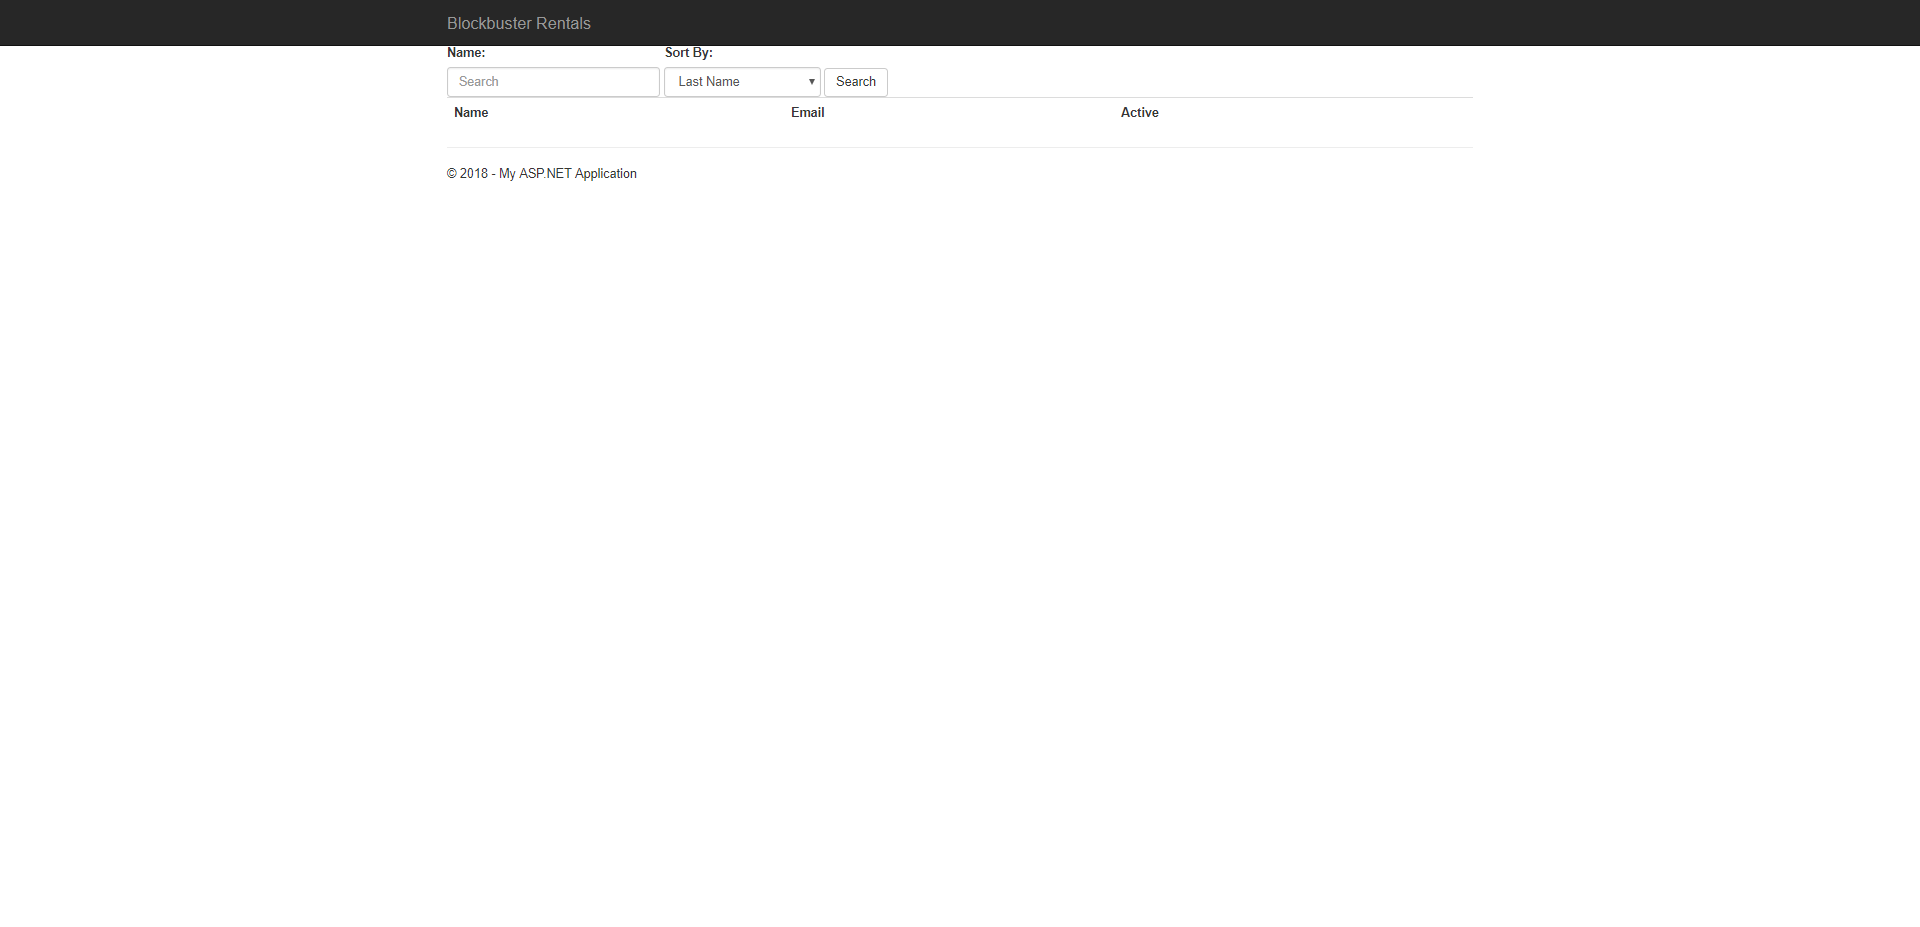 Blockbuster Rentals
Name: Sort By:
Search Last Name Search
Name Email Active
© 2018 - My ASP.NET Application